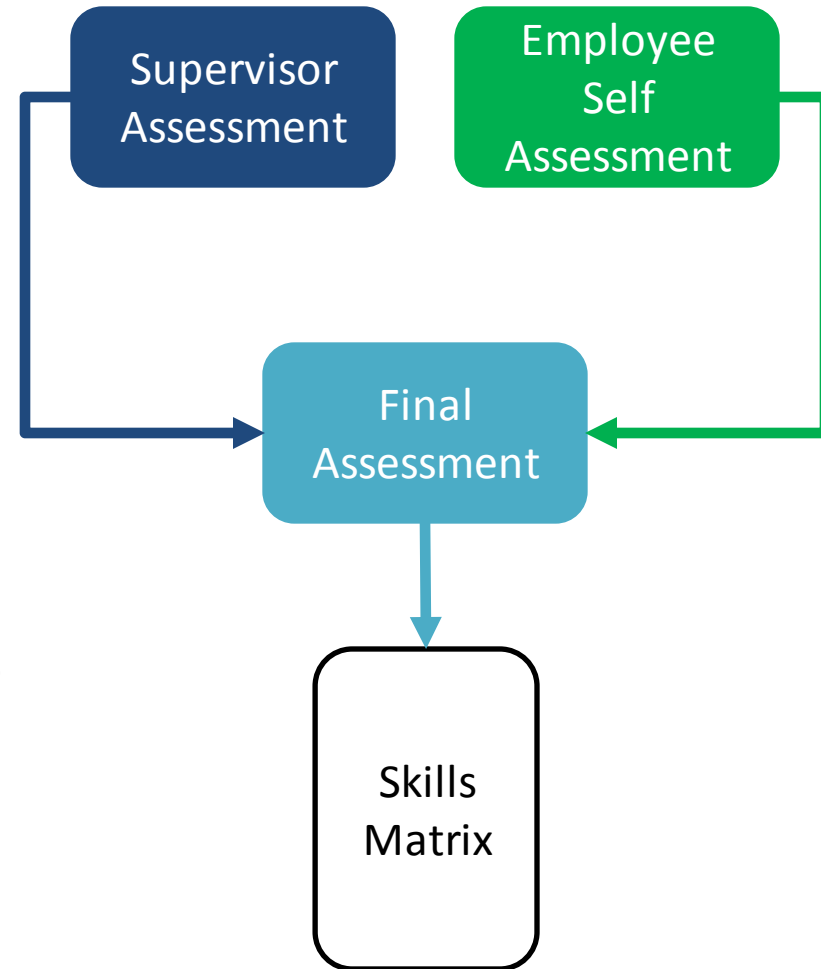 Supervisor
Assessment
Employee
Self
Assessment
Final
Assessment
Skills
Matrix